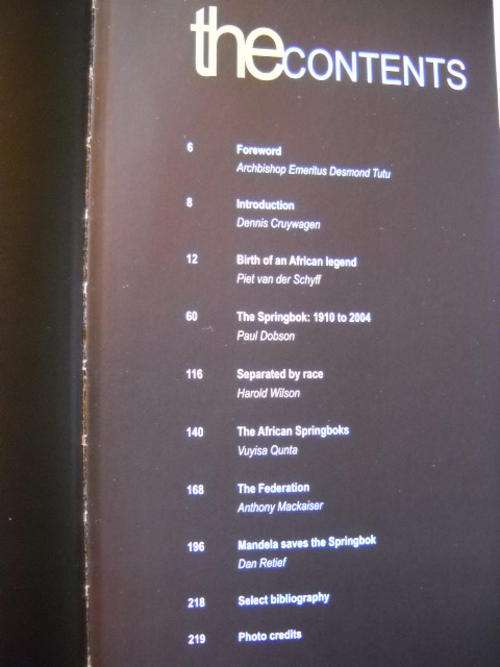 the CONTENTS
6 Foreword
Archbishop Emeritus Desmond Tutu
8 Introduction
Dennis Cruywagen
12 Birth of an African legend
Piet van der Schyff
60 The Springbok: 1910 to 2004
Paul Dobson
116 Separated by race
Harold Wilson
140 The African Springboks
Vuyisa Qunta
168 The Federation
Anthony Mackaiser
196 Mandela saves the Springbok
Dan Retief
218 Select bibliography
219 Photo credits